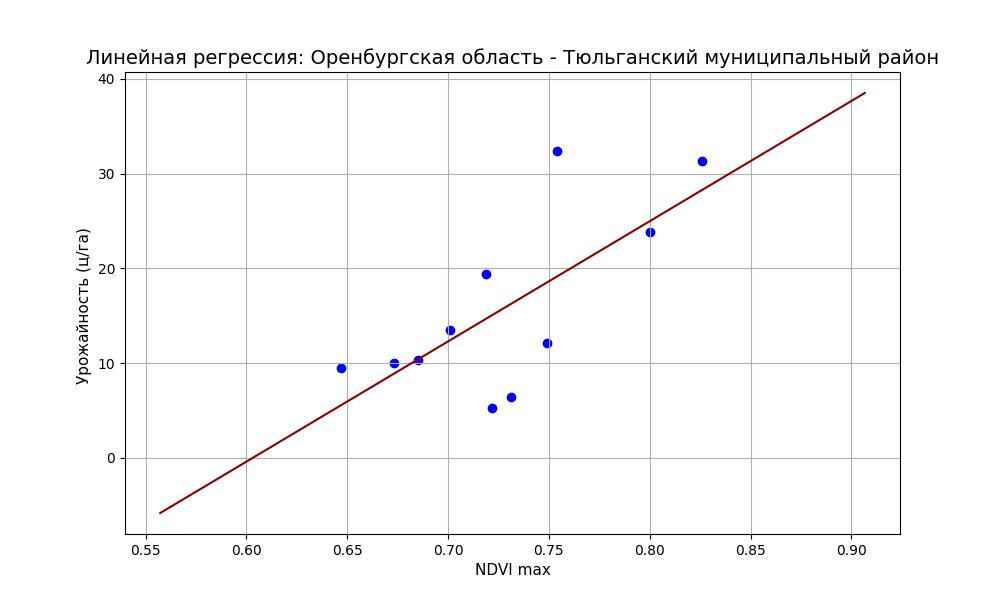 Линейная регрессия: Оренбургская область - Тюльганский муниципальный район
40
30
20
10
0
Урожайность (ц/га)
0.55 0.60 0.65 0.70 0.75 0.80 0.85 0.90
NDVI max